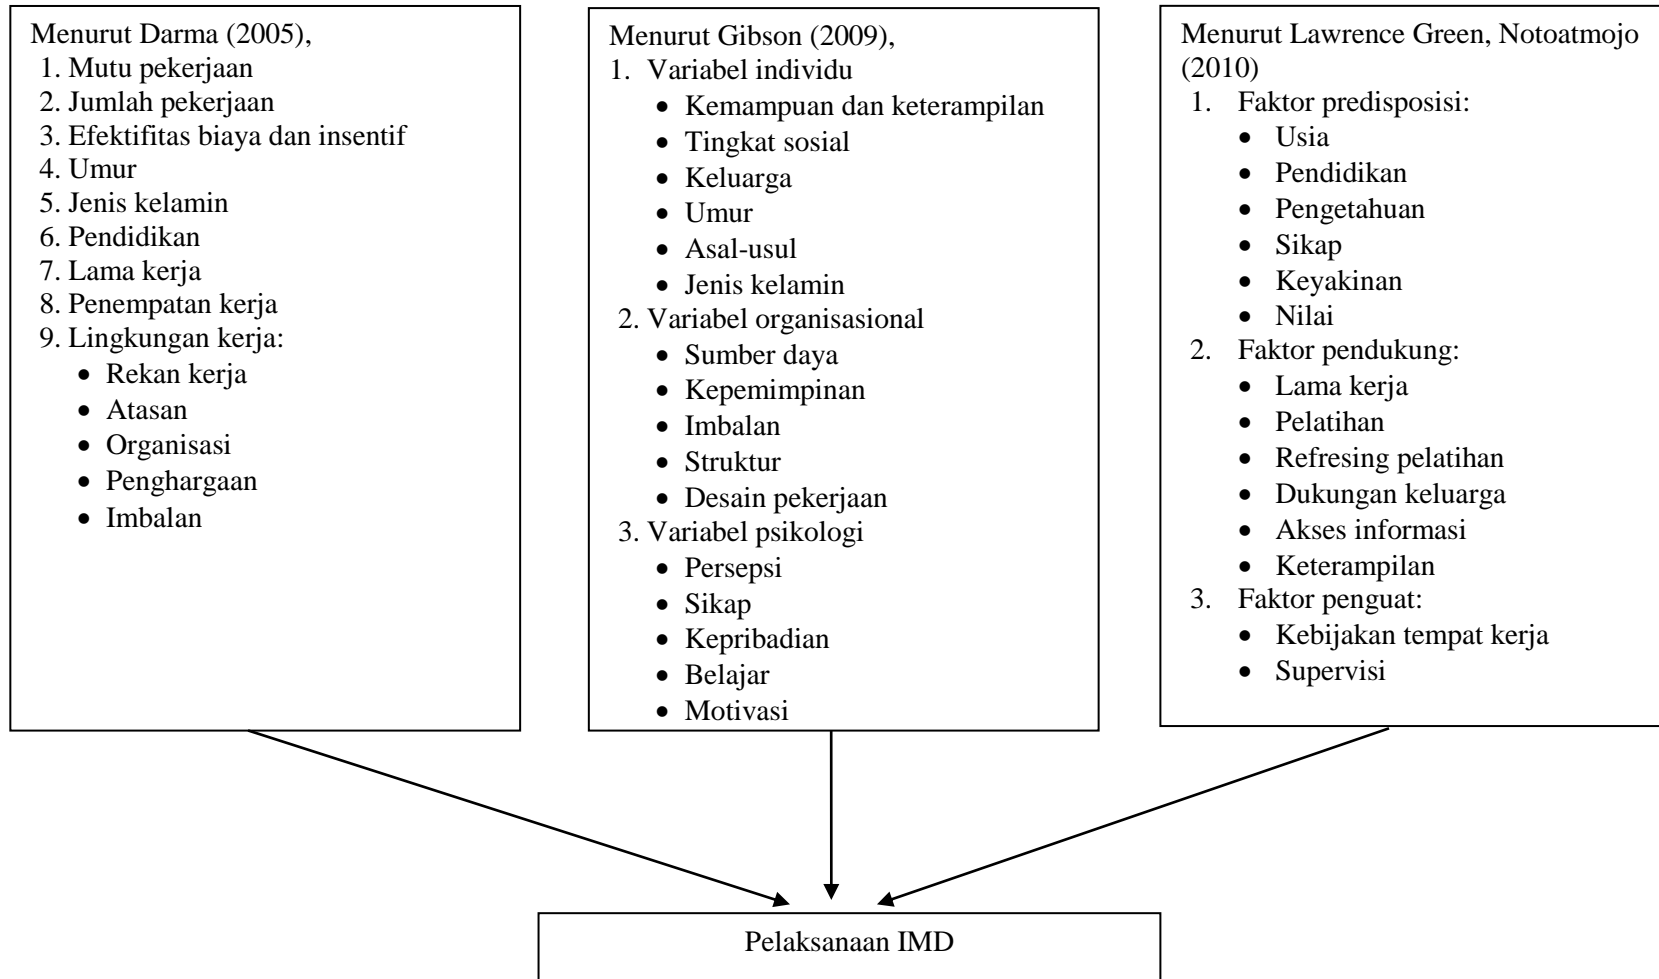 Menurut Darma (2005),
1. Mutu pekerjaan
2. Jumlah pekerjaan
3. Efektifitas biaya dan insentif
4. Umur
5. Jenis kelamin
6. Pendidikan
7. Lama kerja
8. Penempatan kerja
9. Lingkungan kerja:
• Rekan kerja
• Atasan
• Organisasi
• Penghargaan
• Imbalan
Menurut Gibson (2009),
1. Variabel individu
• Kemampuan dan keterampilan
• Tingkat sosial
• Keluarga
• Umur
• Asal-usul
• Jenis kelamin
2. Variabel organisasional
• Sumber daya
• Kepemimpinan
• Imbalan
• Struktur
• Desain pekerjaan
3. Variabel psikologi
• Persepsi
• Sikap
• Kepribadian
• Belajar
• Motivasi
Menurut Lawrence Green, Notoatmojo
(2010)
1. Faktor predisposisi:
• Usia
• Pendidikan
• Pengetahuan
• Sikap
• Keyakinan
• Nilai
2. Faktor pendukung:
• Lama kerja
• Pelatihan
• Refresing pelatihan
• Dukungan keluarga
• Akses informasi
• Keterampilan
3. Faktor penguat:
• Kebijakan tempat kerja
• Supervisi
Pelaksanaan IMD